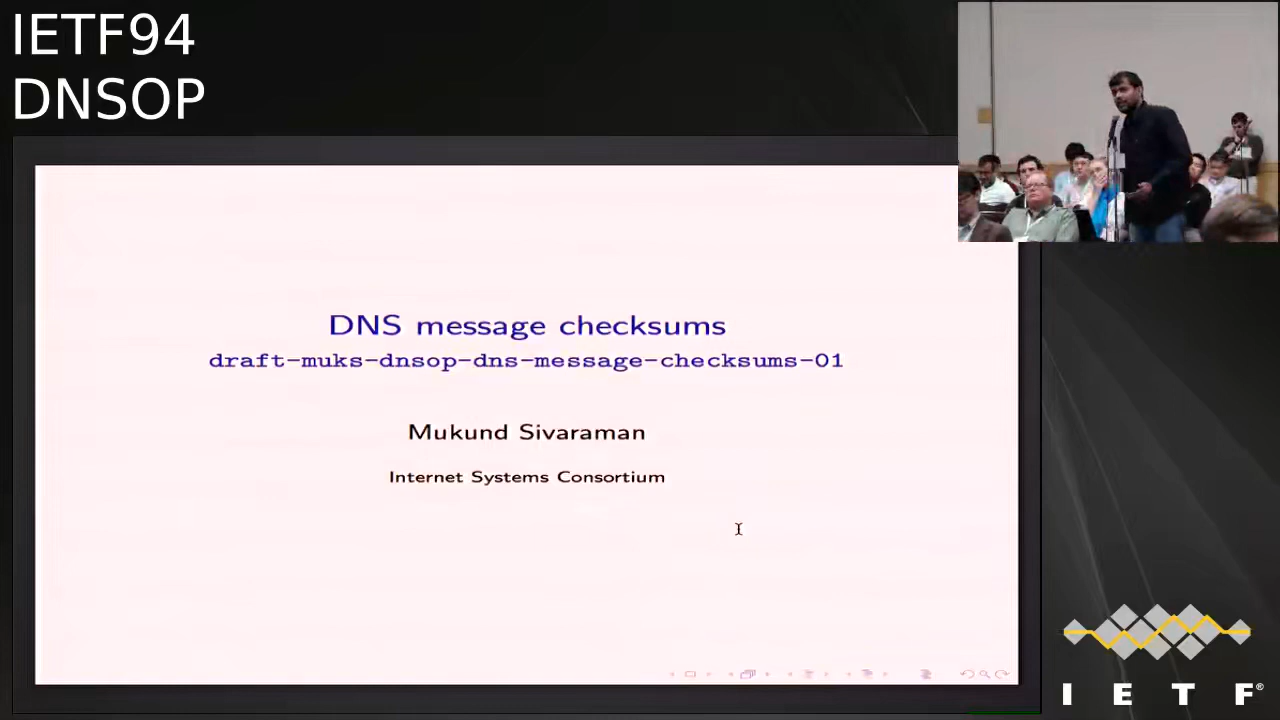 IETF94
DNSOP
DNS message checksums
draft-muks-dnsop-dns-message-checksums-01
Mukund Sivaraman
Internet Systems Consortium
I E T F®